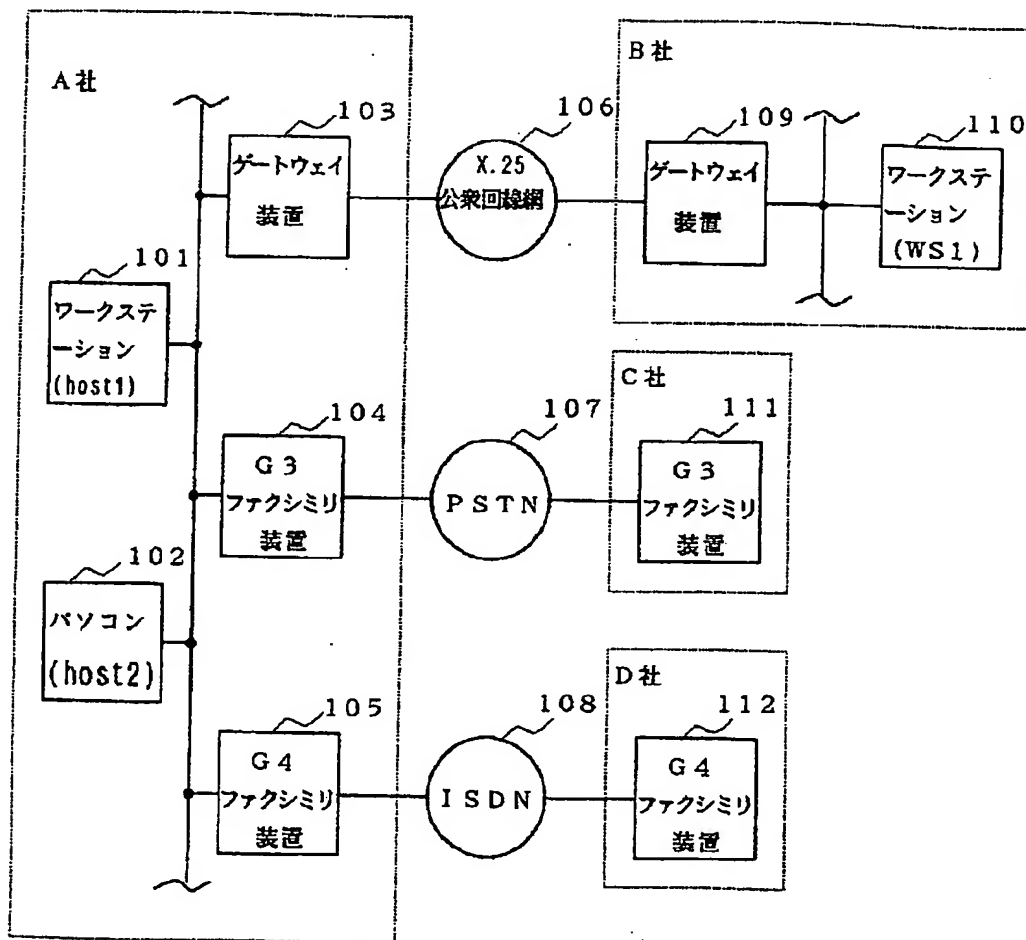 A社
103
ゲートウェイ
装置
106
X.25
公衆回線網
B社
109
ゲートウェイ
装置
110
ワークステ
ーション
(WS1)
101
ワークステ
ーション
(host1)
104
G3
ファクシミリ
装置
107
PSTN
C社
111
G3
ファクシミリ
装置
102
パソコン
(host2)
105
G4
ファクシミリ
装置
108
ISDN
D社
112
G4
ファクシミリ
装置